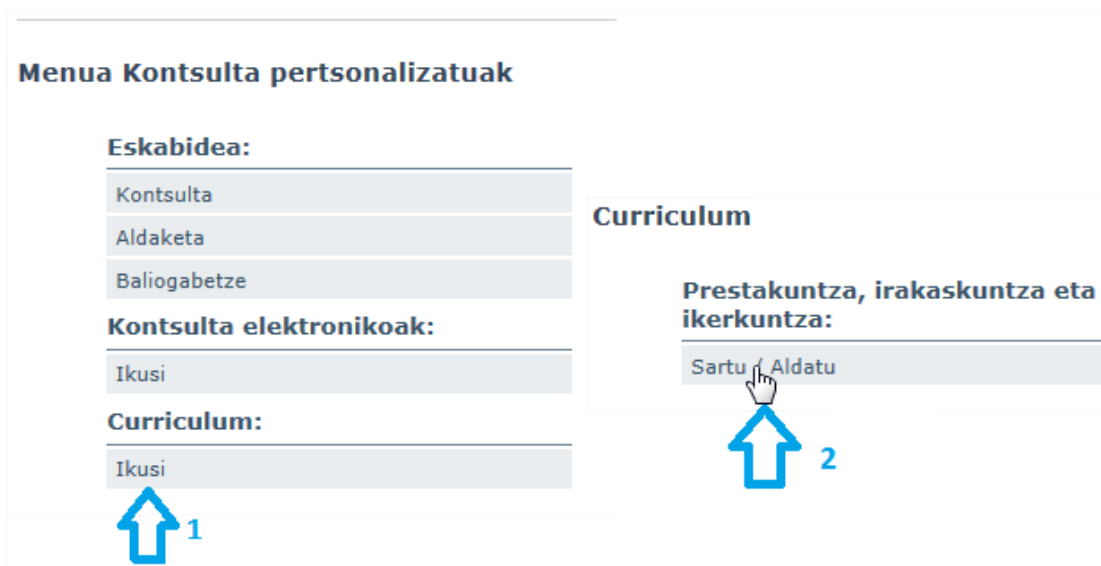 Menua Kontsulta pertsonalizatuak
Eskabidea:
Kontsulta
Aldaketa
Baliogabetze
Kontsulta elektronikoak:
Ikusi
Curriculum:
Ikusi
1
Curriculum
Prestakuntza, irakaskuntza eta
ikerkuntza:
Sartu / Aldatu
2